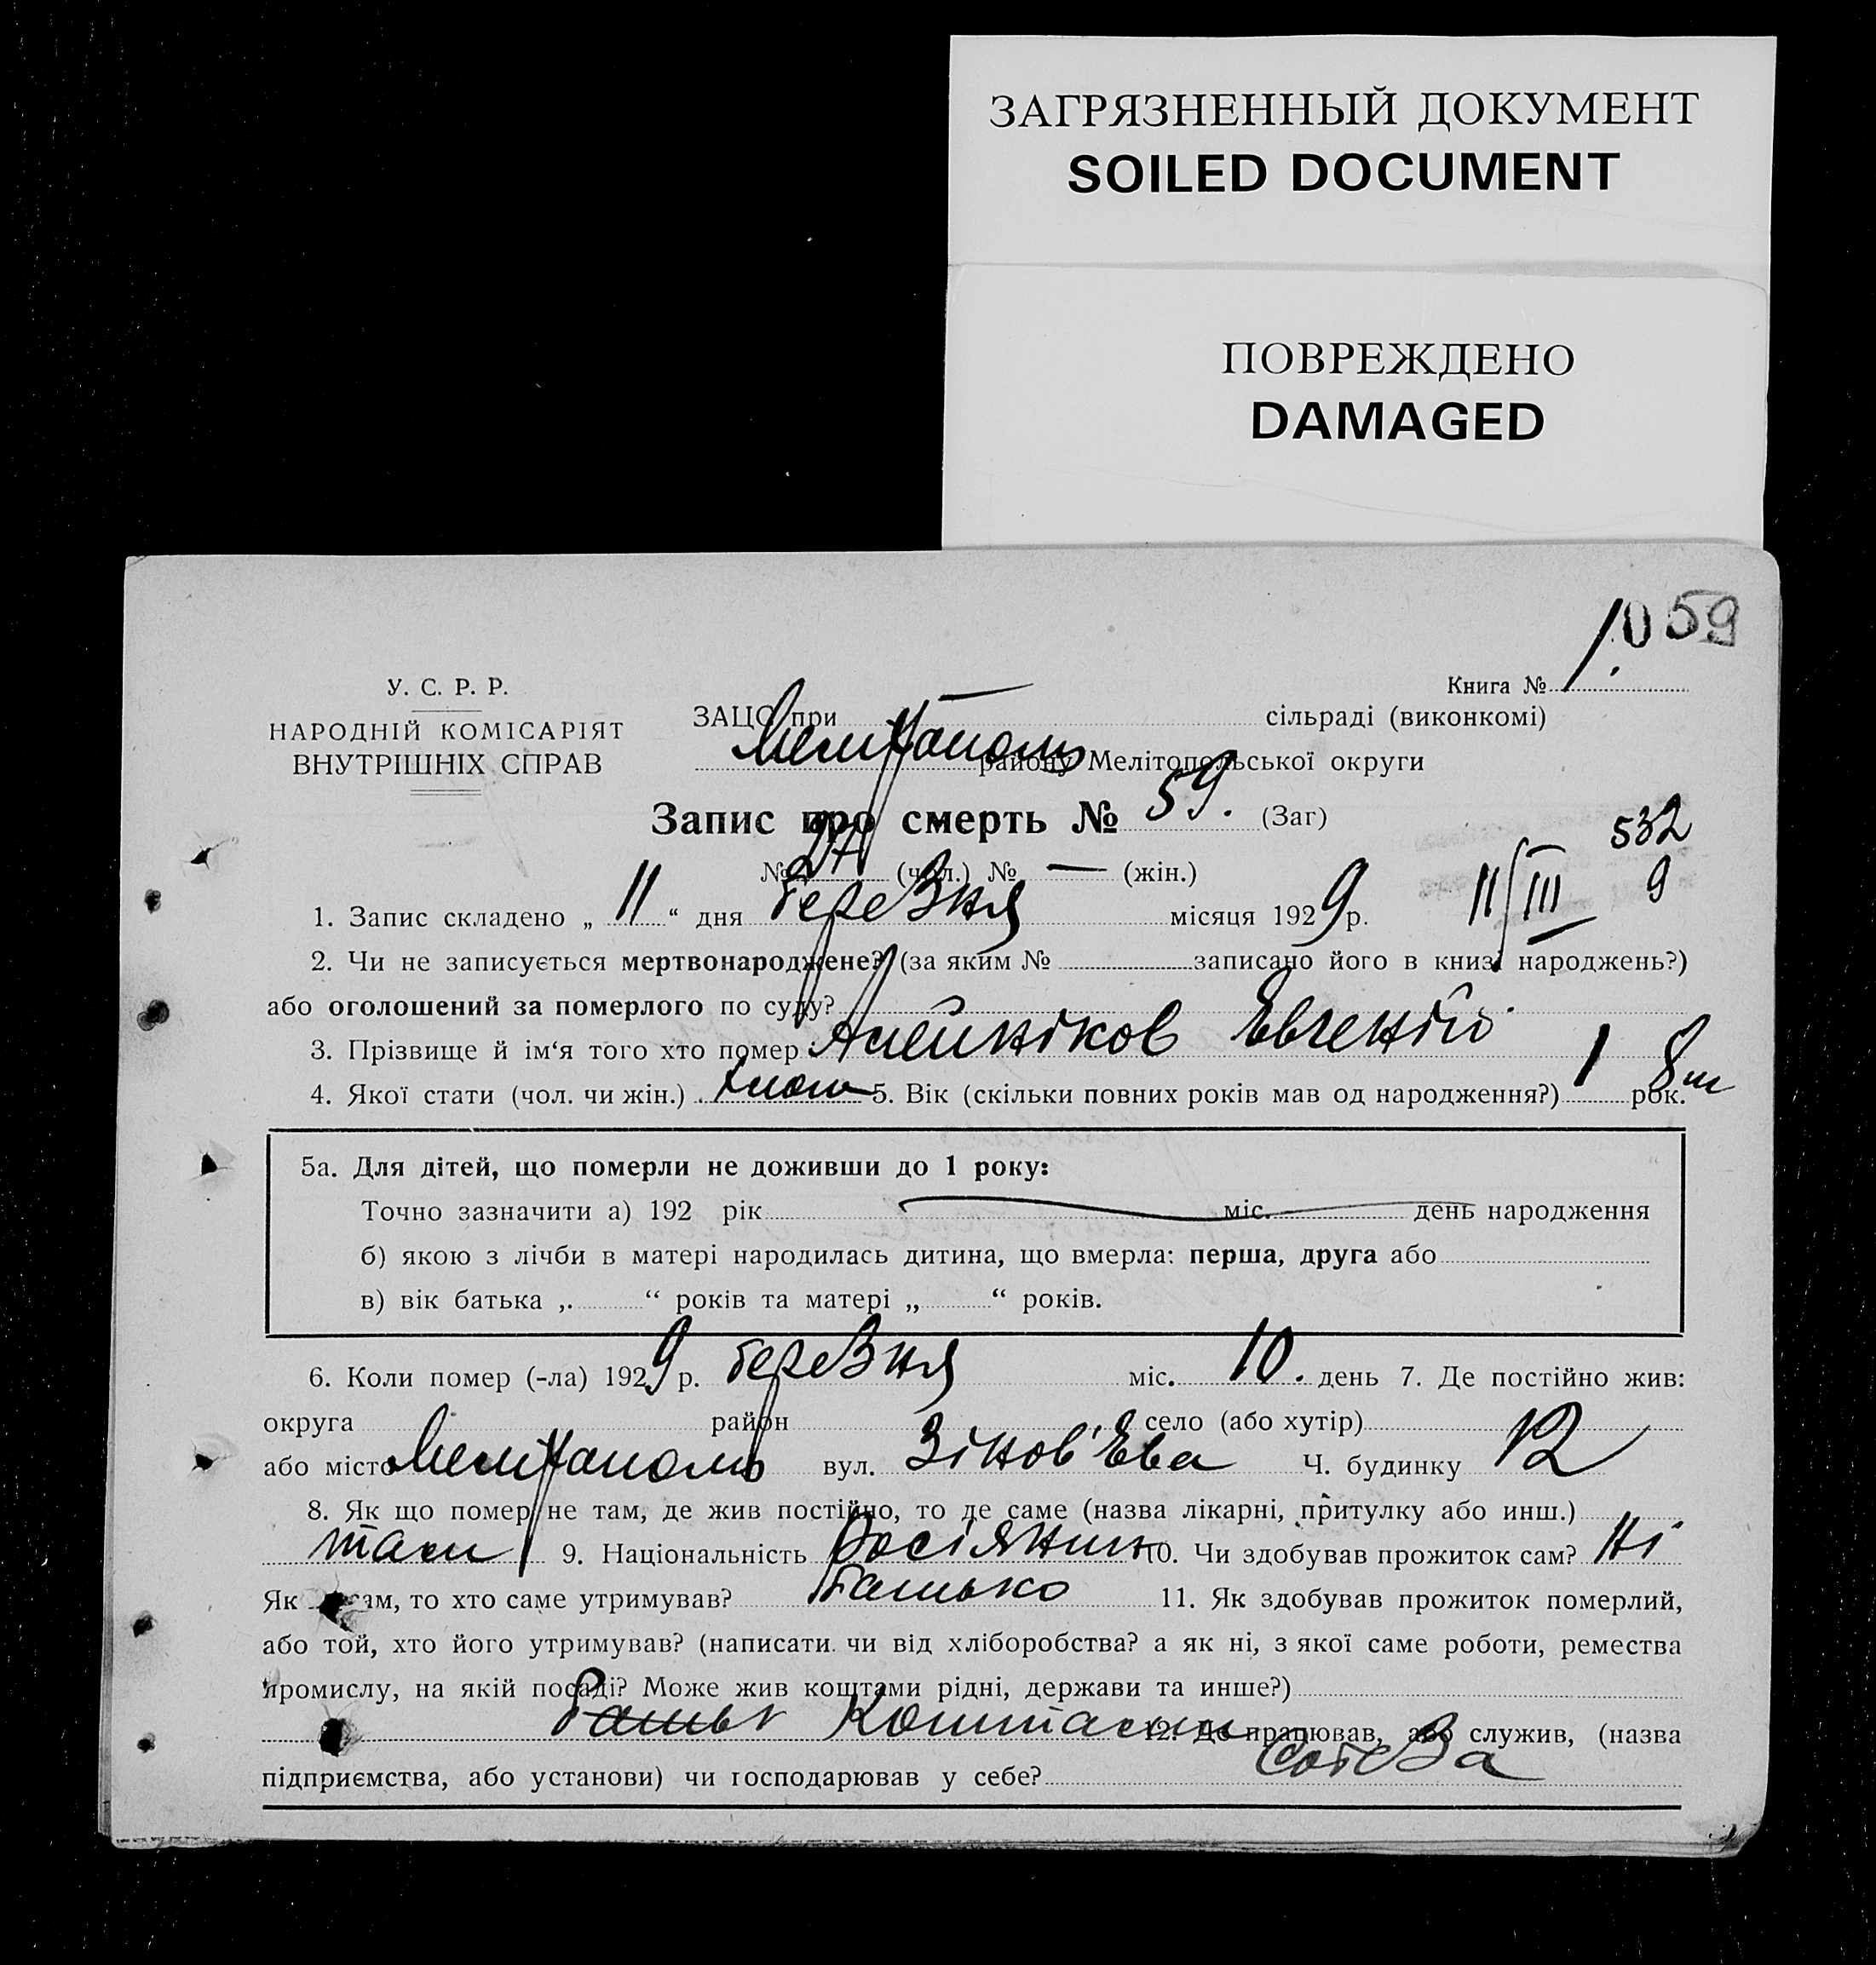 ЗАГРЯЗНЕННЫЙ ДОКУМЕНТ
SOILED DOCUMENT
ПОВРЕЖДЕНО
DAMAGED
59
10
У. С. Р. Р.
НАРОДНІЙ КОМІСАРІЯТ
ВНУТРІШНІХ СПРАВ
Книга № 1.
ЗАЦС при — сільраді (виконкомі)
Мелітополь району Мелітопольської округи
Запис про смерть № 59. (Заг)
532
№ 27 (чол.) № — (жін.)
9
1. Запис складено „ 11 “ дня березня місяця 1929 р. 11/III
2. Чи не записується мертвонароджене? (за яким № записано його в книзі народжень?)
або оголошений за померлого по суду?
3. Прізвище й ім‘я того хто помер Алейніков Євгеній
4. Якої стати (чол. чи жін.) 5. Вік (скільки повних років мав од народження?) 1 рок. 8 м
5а. Для дітей, що померли не доживши до 1 року:
Точно зазначити а) 192 рік міс. день народження
б) якою з лічби в матері народилась дитина, що вмерла: перша, друга або
в) вік батька „ “ років та матері „ “ років.
6. Коли помер (-ла) 1929 р. березня міс. 10. день 7. Де постійно жив:
округа район село (або хутір)
або місто Мелітополь вул. Зінов'єва Ч. будинку 12
8. Як що помер не там, де жив постійно, то де саме (назва лікарні, притулку або инш.)
там 9. Національність Росіянин 10. Чи здобував прожиток сам? Ні
Як сам, то хто саме утримував? батько 11. Як здобував прожиток померлий,
або той, хто його утримував? (написати чи від хліборобства? а як ні, з якої саме роботи, ремества
промислу, на якій посаді? Може жив коштами рідні, держави та инше?)
коштами 12. Де працював, або служив, (назва
підприємства, або установи) чи господарював у себе?